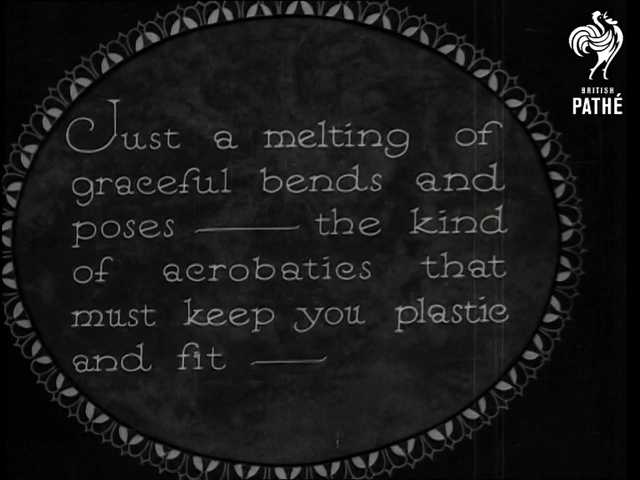 Just a melting of
graceful bends and
poses —— the kind
of acrobatics that
must keep you plastic
and fit ——
BRITISH
PATHÉ